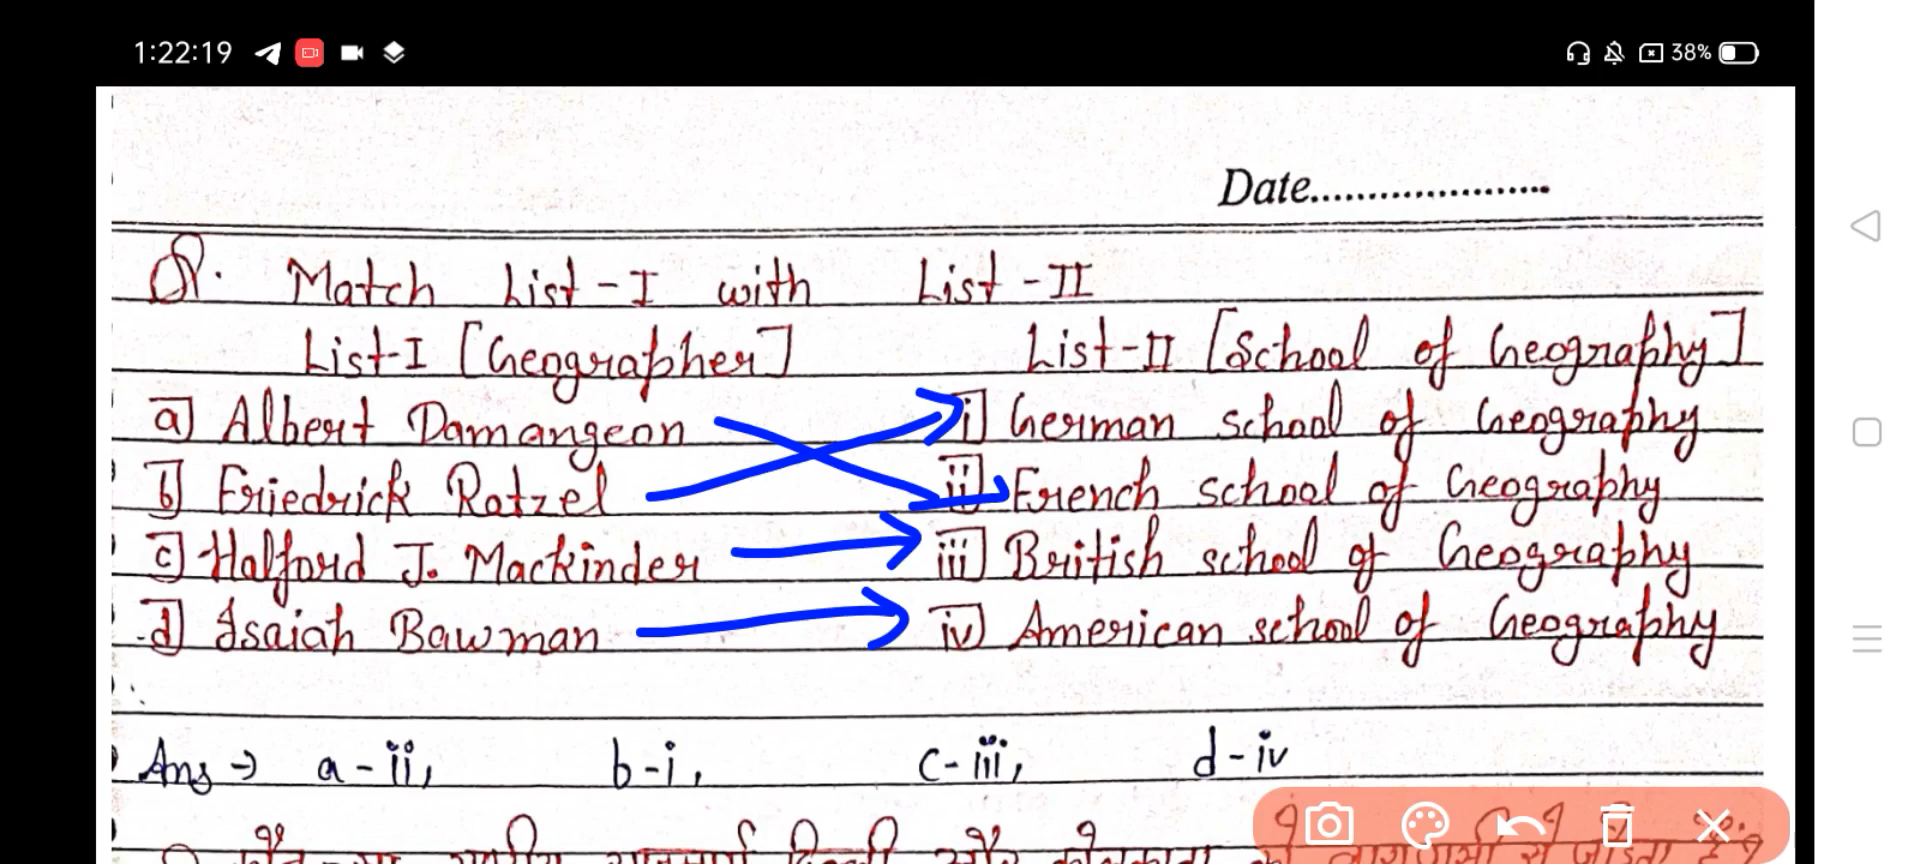 1:22:19 38%
Date.....................
Q. Match List-I with List-II
List-I [Geographer] List-II [School of Geography]
a) Albert Damangeon i) German school of Geography
b) Friedrick Ratzel ii) French school of Geography
c) Halford J. Mackinder iii) British school of Geography
d) Isaiah Bawman iv) American school of Geography
Ans → a-ii, b-i, c-iii, d-iv